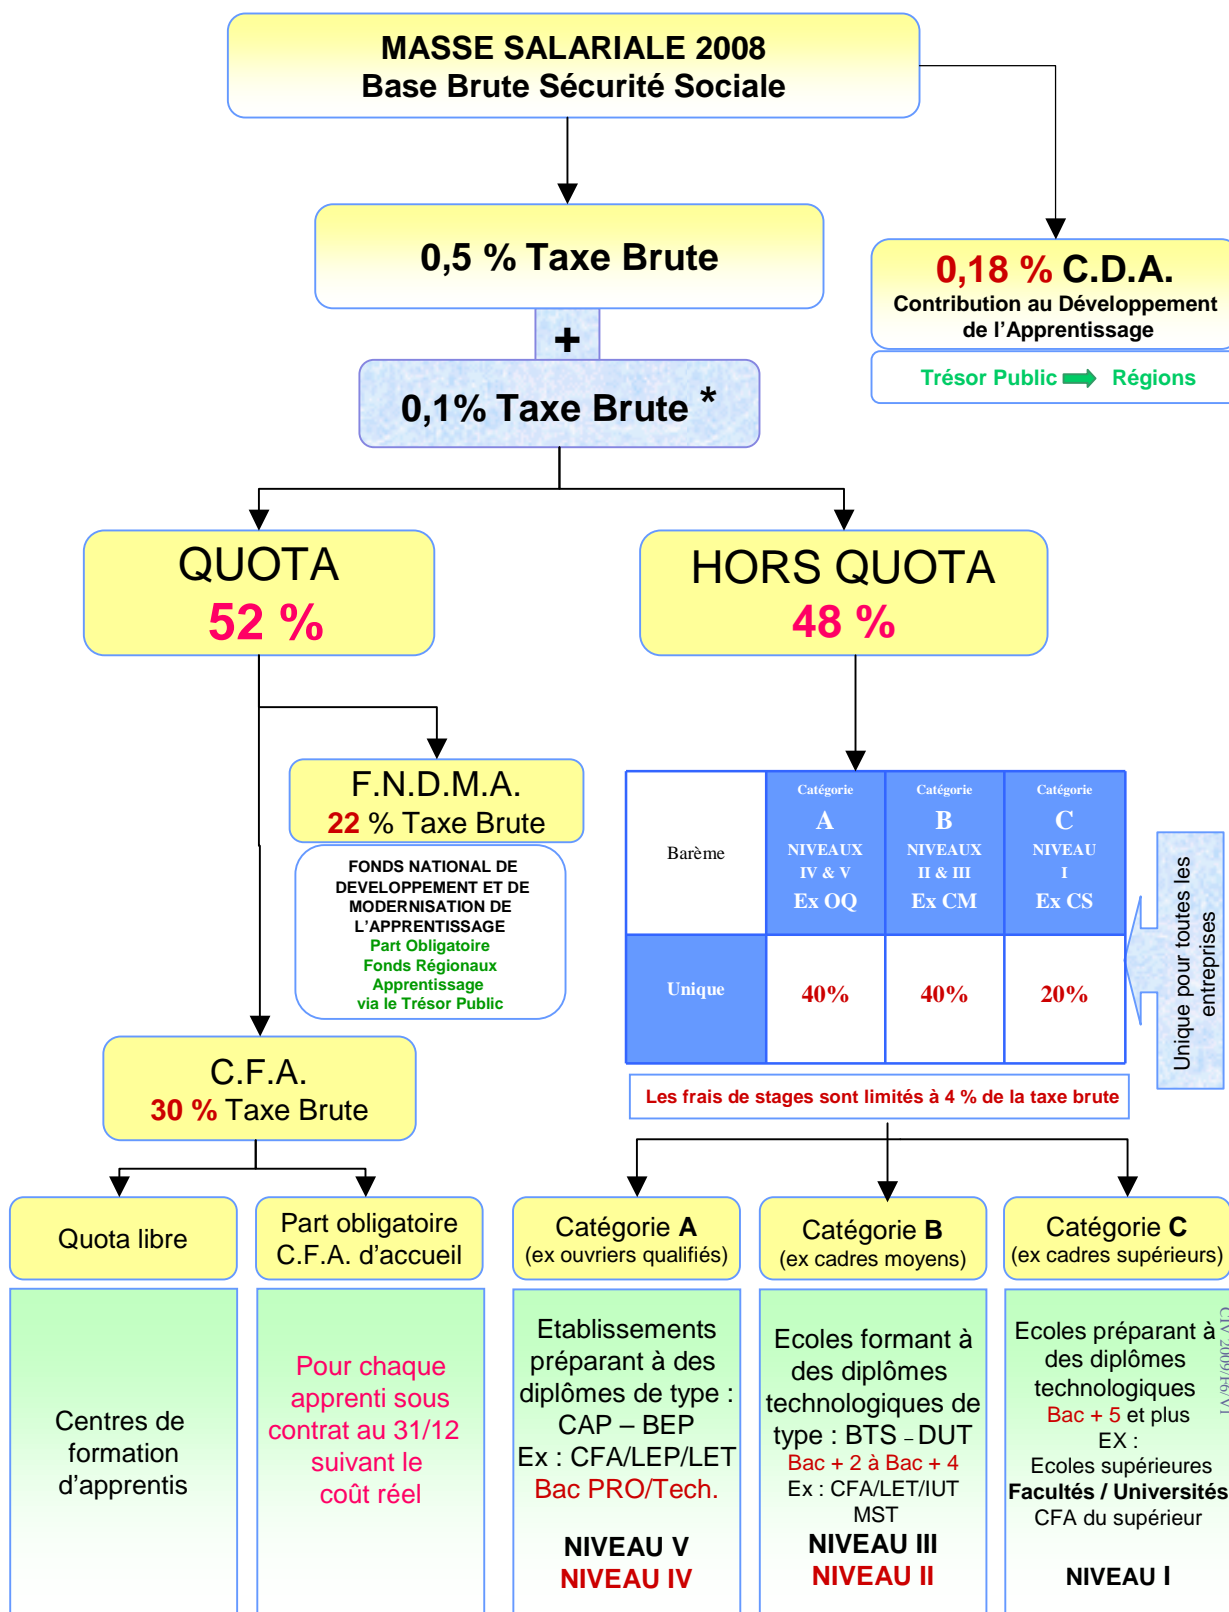 MASSE SALARIALE 2008
Base Brute Sécurité Sociale
0,5 % Taxe Brute
0,18 % C.D.A.
Contribution au Développement
de l'Apprentissage
Trésor Public Régions
+
0,1% Taxe Brute *
QUOTA
52 %
HORS QUOTA
48 %
F.N.D.M.A.
22 % Taxe Brute
FONDS NATIONAL DE
DEVELOPPEMENT ET DE
MODERNISATION DE
L'APPRENTISSAGE
Part Obligatoire
Fonds Régionaux
Apprentissage
via le Trésor Public
Barème
Catégorie
A
NIVEAUX
IV & V
Ex OQ
Catégorie
B
NIVEAUX
II & III
Ex CM
Catégorie
C
NIVEAU
I
Ex CS
Unique
40%
40%
20%
Unique pour toutes les
entreprises
Les frais de stages sont limités à 4 % de la taxe brute
C.F.A.
30 % Taxe Brute
Quota libre
Part obligatoire
C.F.A. d'accueil
Catégorie A
(ex ouvriers qualifiés)
Catégorie B
(ex cadres moyens)
Catégorie C
(ex cadres supérieurs)
Centres de
formation
d'apprentis
Pour chaque
apprenti sous
contrat au 31/12
suivant le
coût réel
Etablissements
préparant à des
diplômes de type :
CAP – BEP
Ex : CFA/LEP/LET
Bac PRO/Tech.
NIVEAU V
NIVEAU IV
Ecoles formant à
des diplômes
technologiques de
type : BTS – DUT
Bac + 2 à Bac + 4
Ex : CFA/LET/IUT
MST
NIVEAU III
NIVEAU II
Ecoles préparant à
des diplômes
technologiques
Bac + 5 et plus
EX :
Ecoles supérieures
Facultés / Universités
CFA du supérieur
NIVEAU I